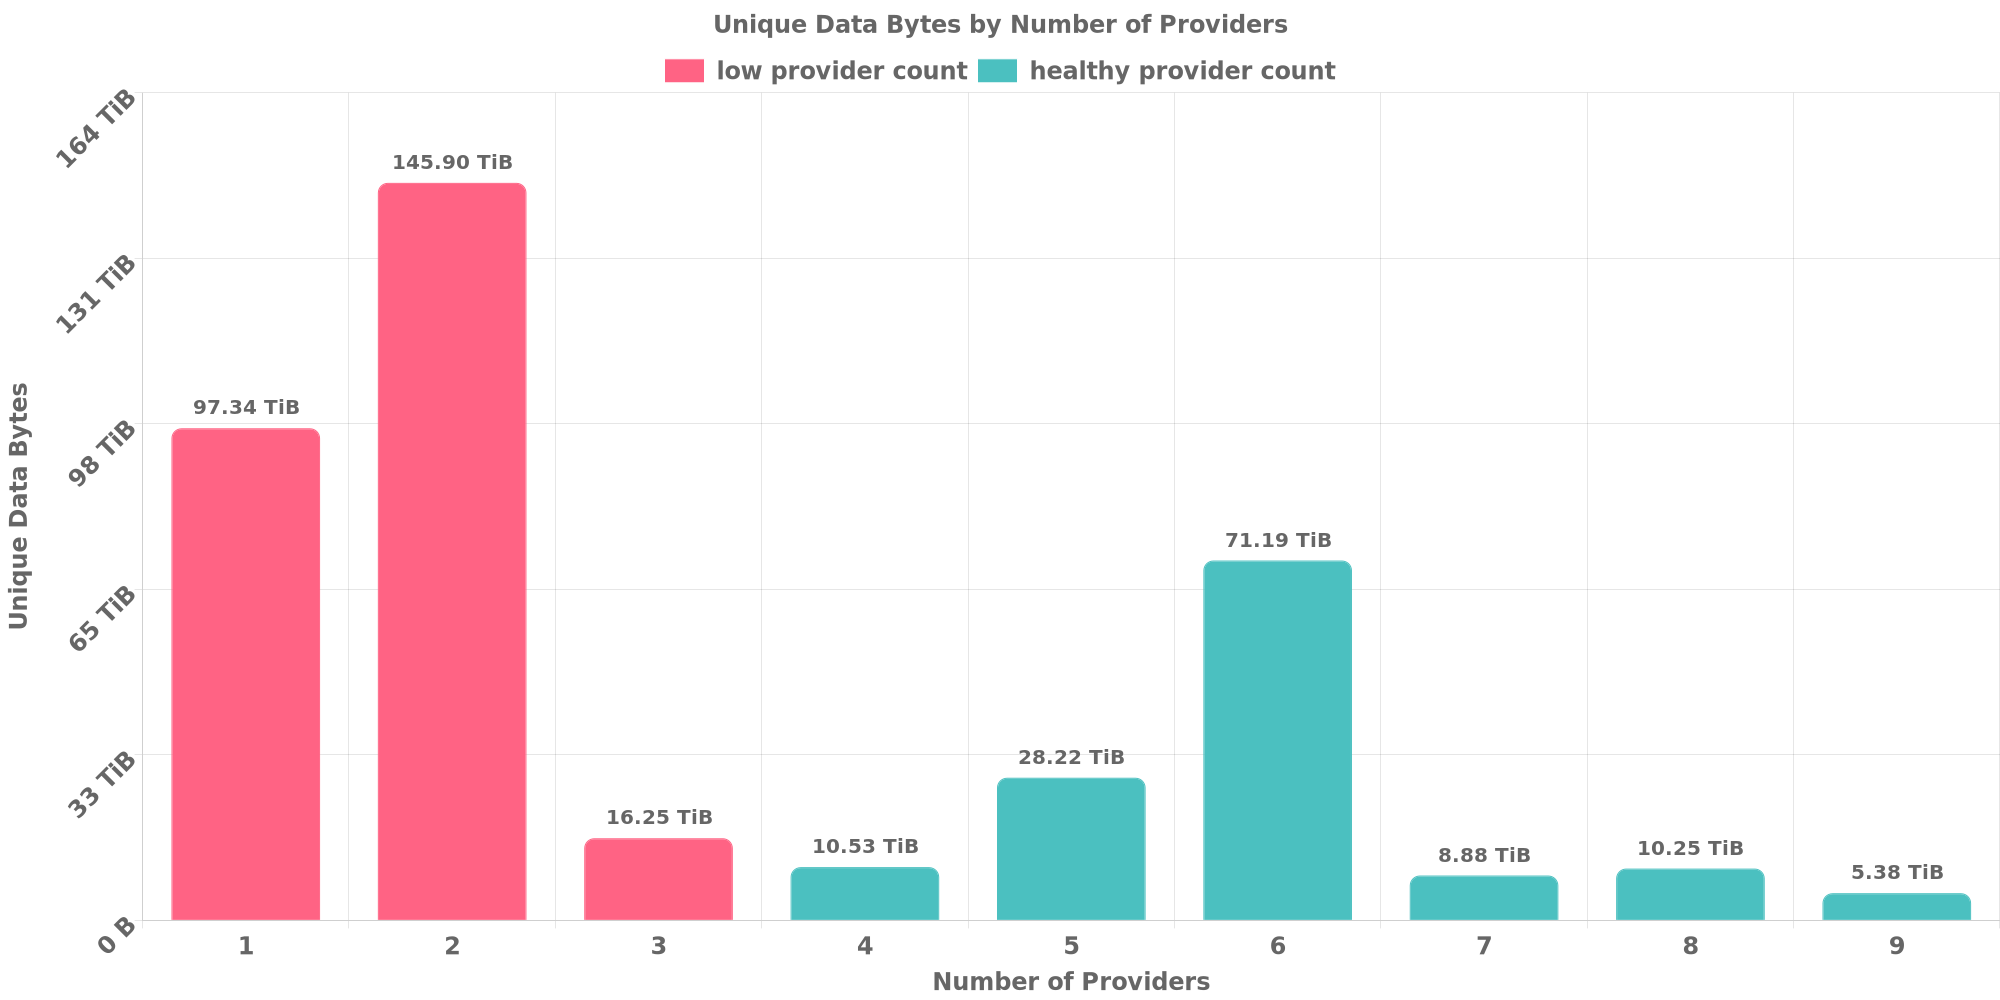 Unique Data Bytes by Number of Providers
low provider count healthy provider count
164 TiB
131 TiB
98 TiB
65 TiB
33 TiB
0 B
Unique Data Bytes
97.34 TiB
145.90 TiB
16.25 TiB
10.53 TiB
28.22 TiB
71.19 TiB
8.88 TiB
10.25 TiB
5.38 TiB
1 2 3 4 5 6 7 8 9
Number of Providers